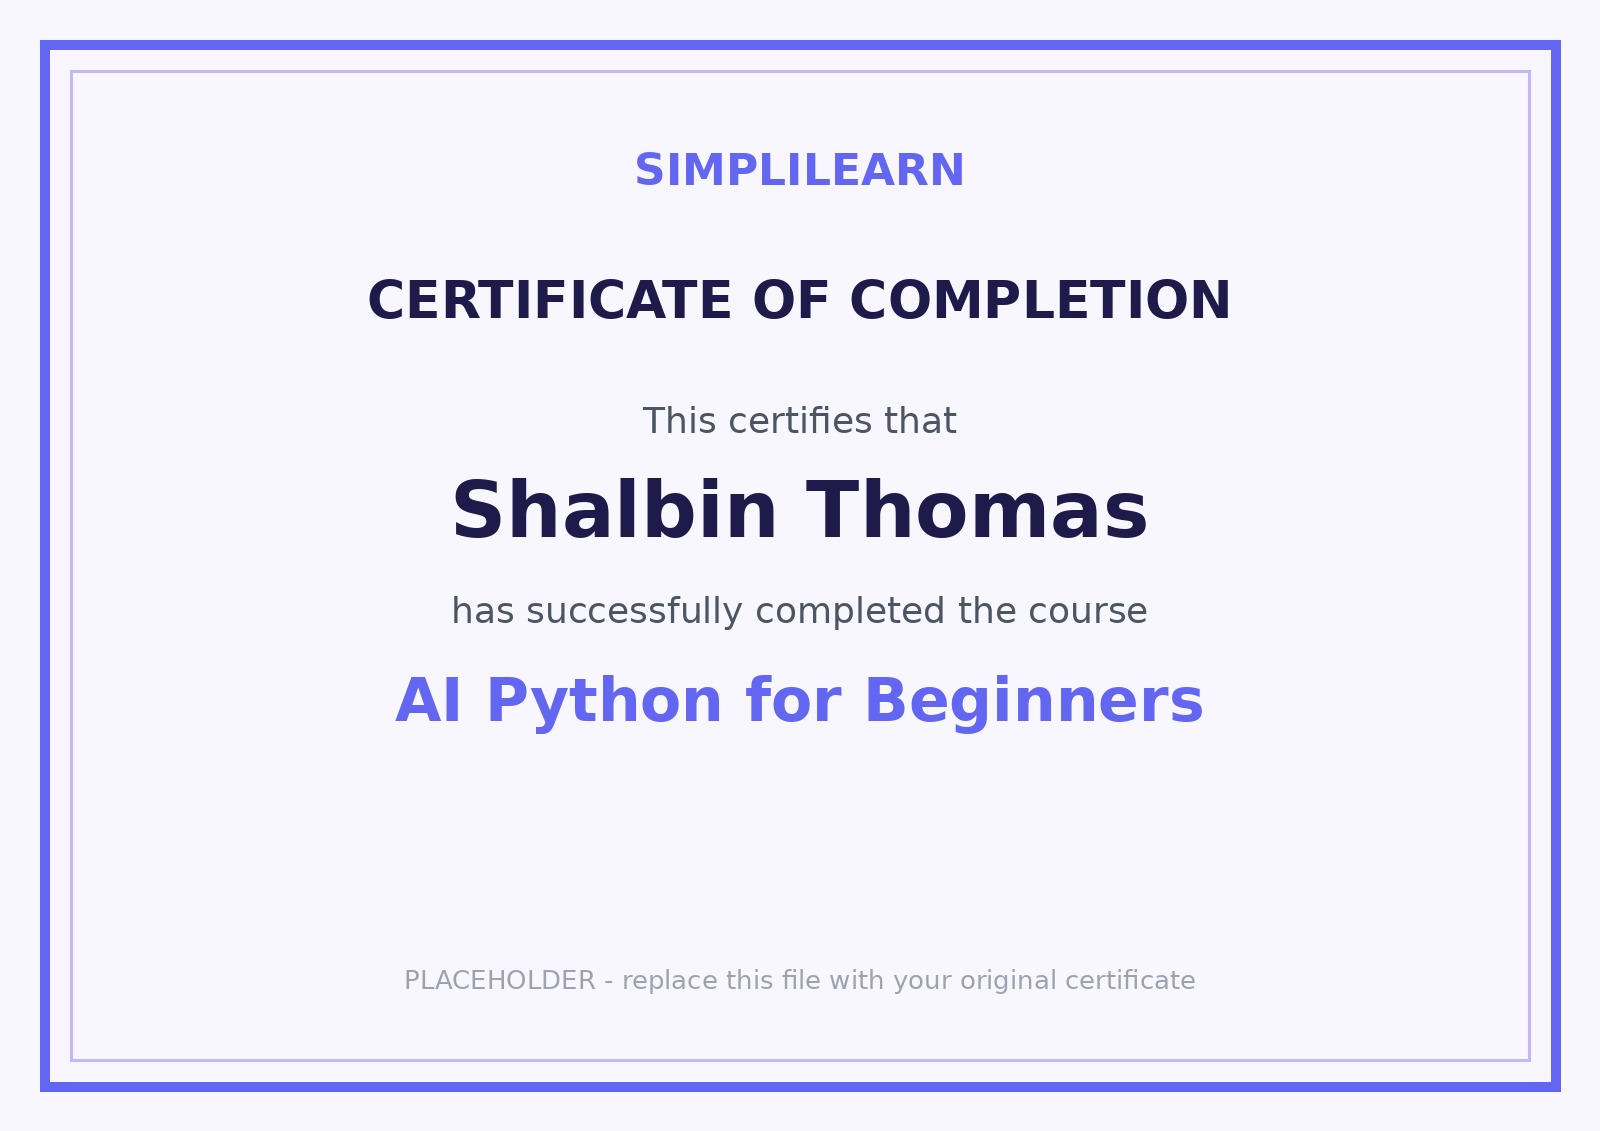 SIMPLILEARN
CERTIFICATE OF COMPLETION
This certifies that
Shalbin Thomas
has successfully completed the course
AI Python for Beginners
PLACEHOLDER - replace this file with your original certificate